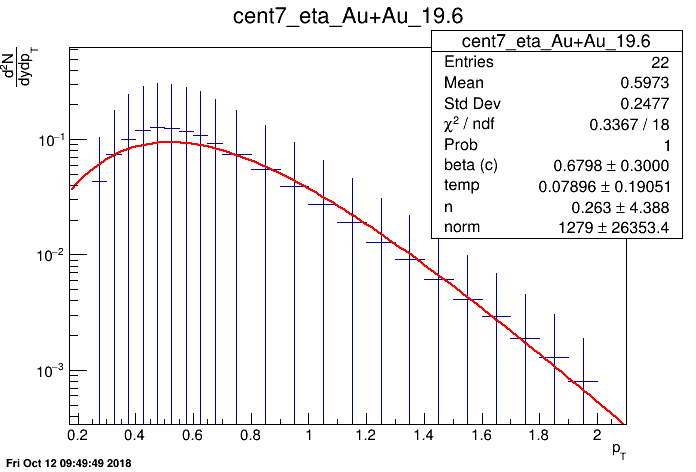 cent7_eta_Au+Au_19.6
cent7_eta_Au+Au_19.6
Entries 22
Mean 0.5973
Std Dev 0.2477
χ² / ndf 0.3367 / 18
Prob 1
beta (c) 0.6798 ± 0.3000
temp 0.07896 ± 0.19051
n 0.263 ± 4.388
norm 1279 ± 26353.4
d²N
dydp_T
10⁻¹
10⁻²
10⁻³
0.2 0.4 0.6 0.8 1 1.2 1.4 1.6 1.8 2
p_T
Fri Oct 12 09:49:49 2018